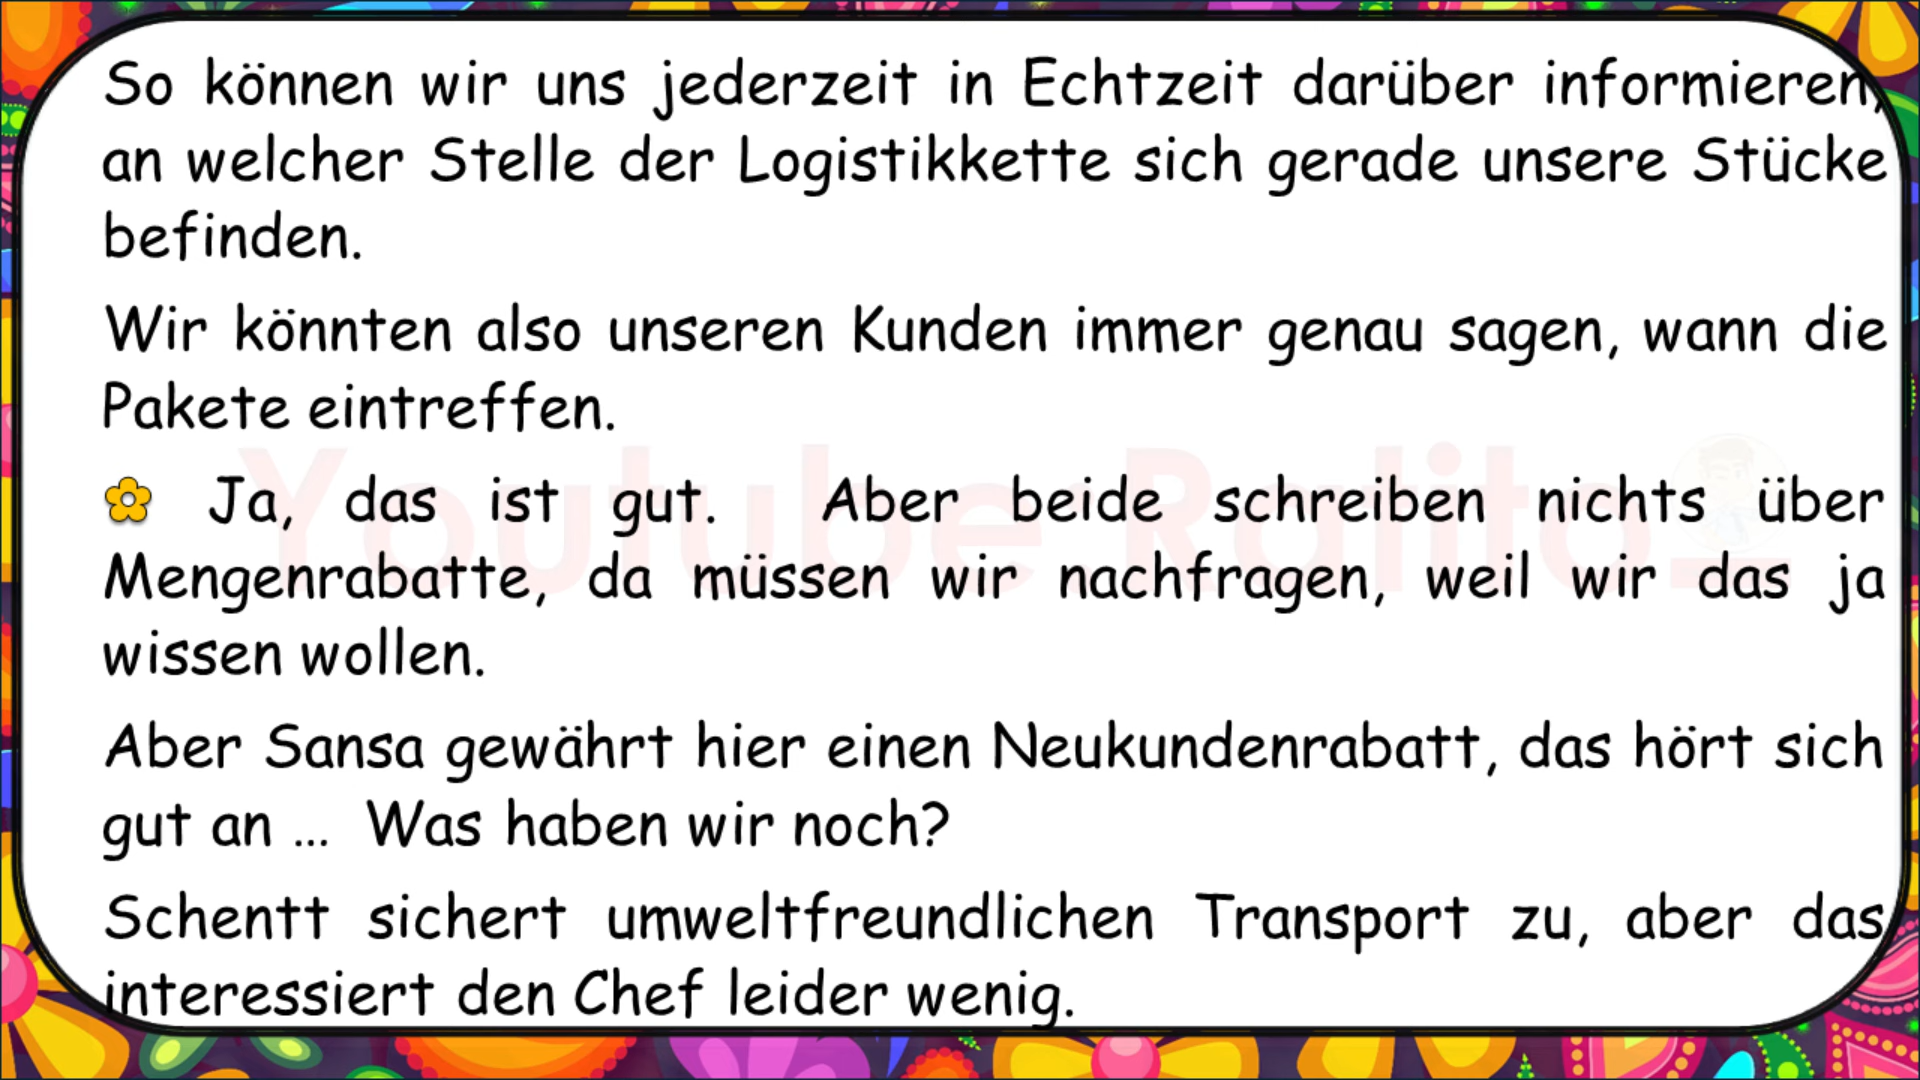 So können wir uns jederzeit in Echtzeit darüber informieren,
an welcher Stelle der Logistikkette sich gerade unsere Stücke
befinden.
Wir könnten also unseren Kunden immer genau sagen, wann die
Pakete eintreffen.
Ja, das ist gut. Aber beide schreiben nichts über
Mengenrabatte, da müssen wir nachfragen, weil wir das ja
wissen wollen.
Aber Sansa gewährt hier einen Neukundenrabatt, das hört sich
gut an ... Was haben wir noch?
Schentt sichert umweltfreundlichen Transport zu, aber das
interessiert den Chef leider wenig.
Youtube Ralito_